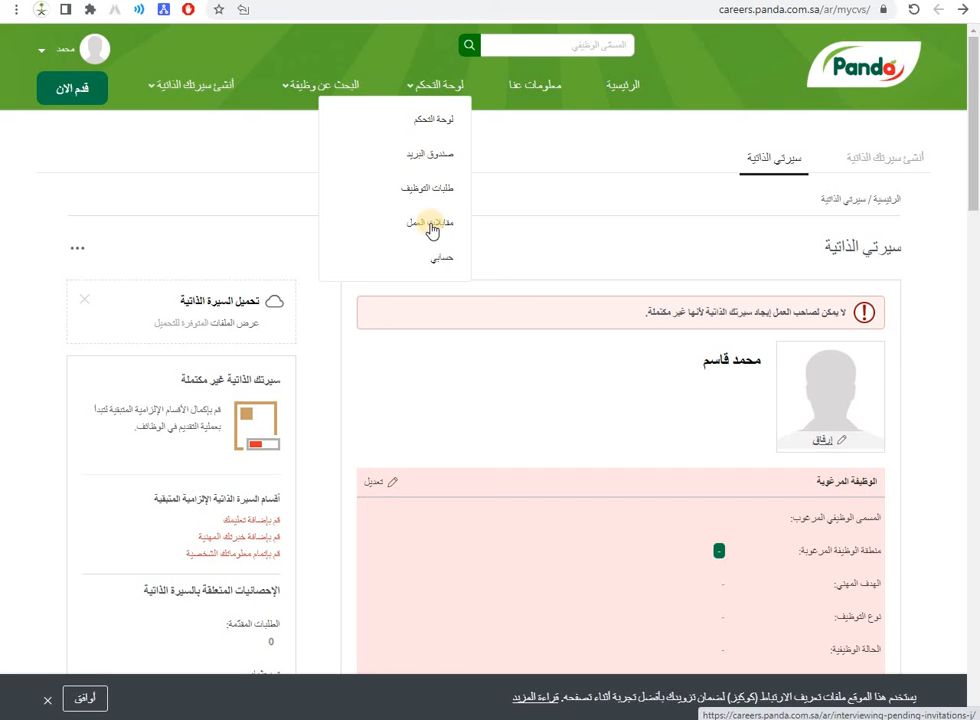 careers.panda.com.sa/ar/mycvs/
Panda
المسمّى الوظيفي
محمد
الرئيسية
معلومات عنا
لوحة التحكم
البحث عن وظيفة
أنشئ سيرتك الذاتية
قدم الان
لوحة التحكم
صندوق البريد
طلبات التوظيف
مقابلات العمل
حسابي
أنشئ سيرتك الذاتية
سيرتي الذاتية
الرئيسية / سيرتي الذاتية
سيرتي الذاتية
لا يمكن لصاحب العمل إيجاد سيرتك الذاتية لأنها غير مكتملة.
محمد قاسم
إرفاق
الوظيفة المرغوبة
تعديل
المسمى الوظيفي المرغوب:
منطقة الوظيفة المرغوبة:
-
الهدف المهني:
-
نوع التوظيف:
-
الحالة الوظيفية:
-
تحميل السيرة الذاتية
عرض الملفات المتوفرة للتحميل
سيرتك الذاتية غير مكتملة
قم بإكمال الأقسام الإلزامية المتبقية لتبدأ
بعملية التقديم في الوظائف.
أقسام السيرة الذاتية الإلزامية المتبقية
قم بإضافة تعليمك
قم بإضافة خبرتك المهنية
قم بإتمام معلوماتك الشخصية
الإحصائيات المتعلقة بالسيرة الذاتية
الطلبات المقدّمة:
0
يستخدم هذا الموقع ملفات تعريف الارتباط (كوكيز) لضمان تزويدك بأفضل تجربة أثناء تصفحه. قراءة المزيد
أوافق
https://careers.panda.com.sa/ar/interviewing-pending-invitations-j/